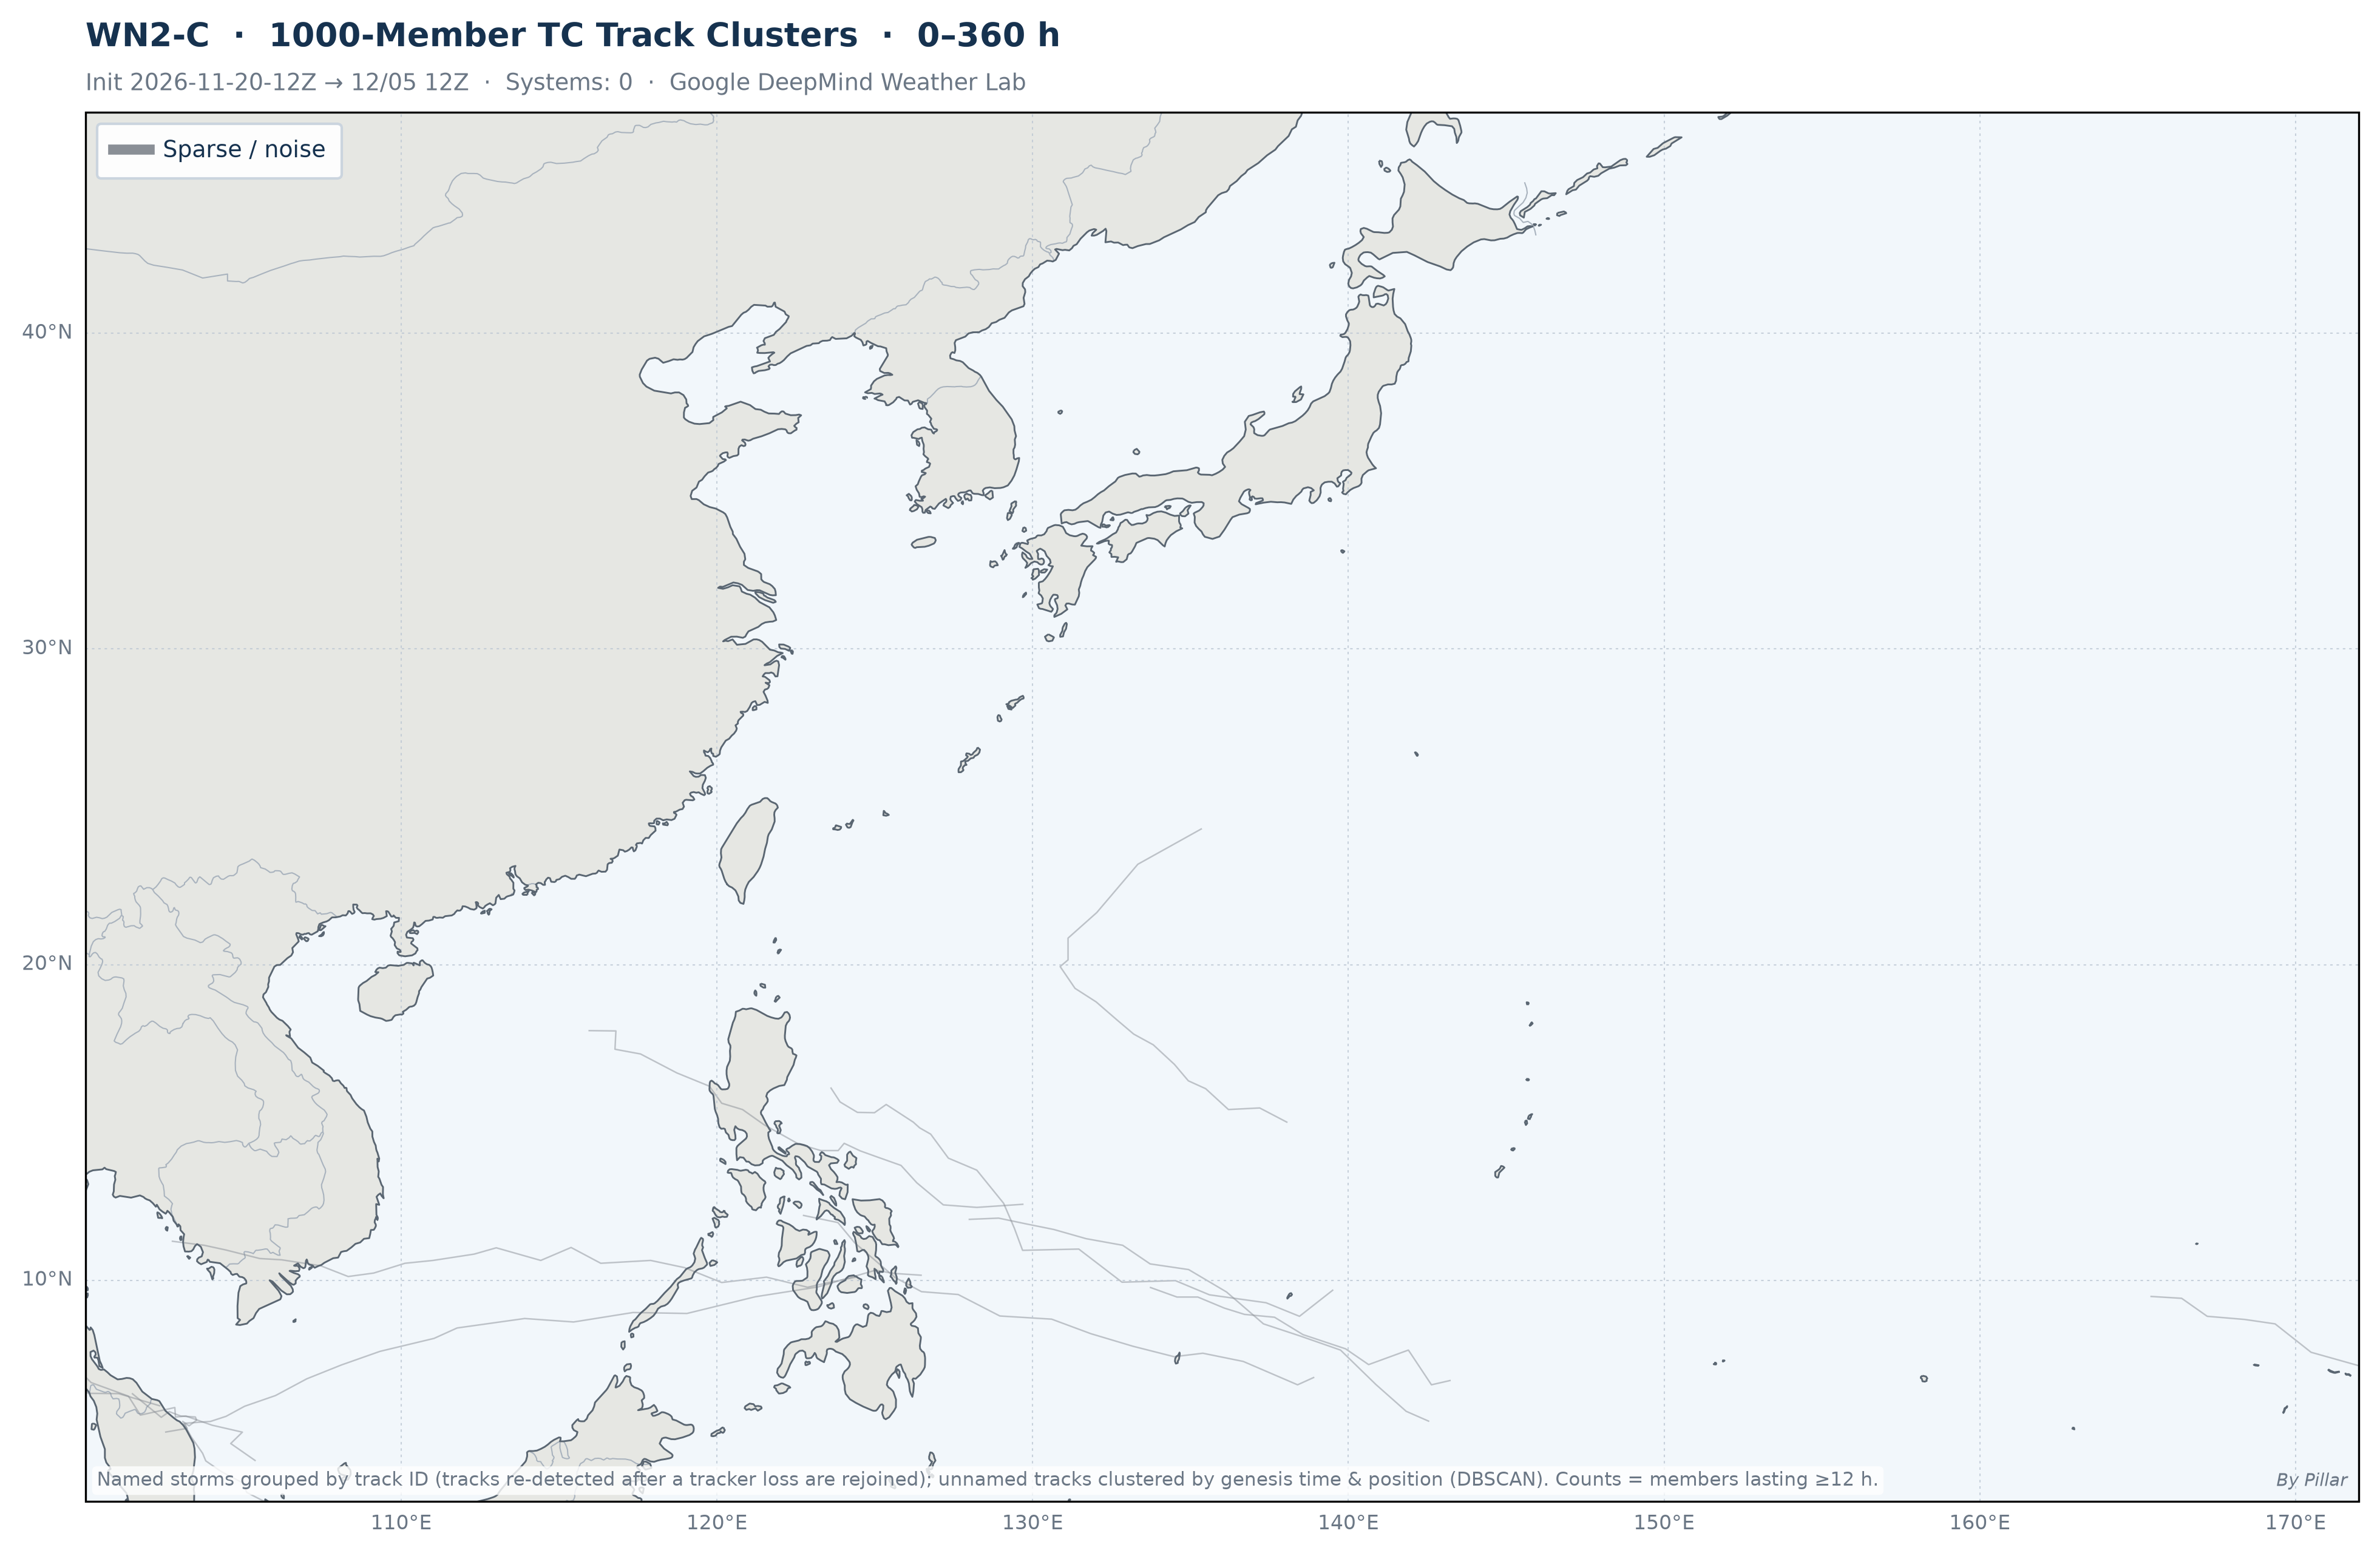 WN2-C · 1000-Member TC Track Clusters · 0–360 h
Init 2026-11-20-12Z → 12/05 12Z · Systems: 0 · Google DeepMind Weather Lab
Sparse / noise
40°N
30°N
20°N
10°N
Named storms grouped by track ID (tracks re-detected after a tracker loss are rejoined); unnamed tracks clustered by genesis time & position (DBSCAN). Counts = members lasting ≥12 h.
By Pillar
110°E 120°E 130°E 140°E 150°E 160°E 170°E